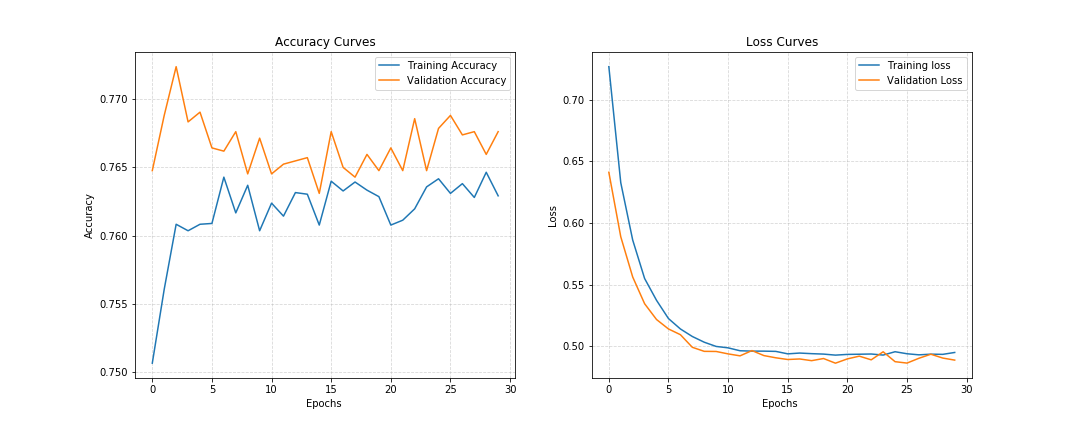 Accuracy Curves
Training Accuracy
Validation Accuracy
0.770
0.765
0.760
0.755
0.750
Accuracy
0 5 10 15 20 25 30
Epochs
Loss Curves
Training loss
Validation Loss
0.70
0.65
0.60
0.55
0.50
Loss
0 5 10 15 20 25 30
Epochs